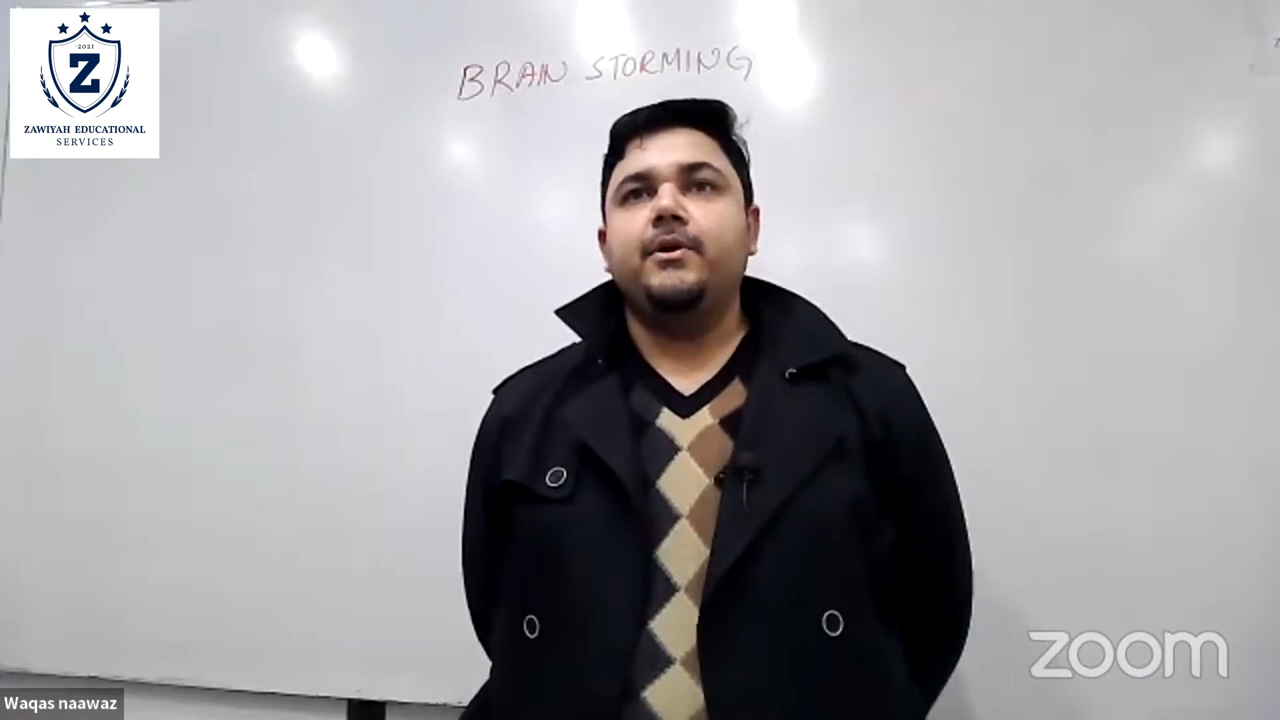 ·2021·
Z
ZAWIYAH EDUCATIONAL
SERVICES
BRAIN STORMING
zoom
Waqas naawaz